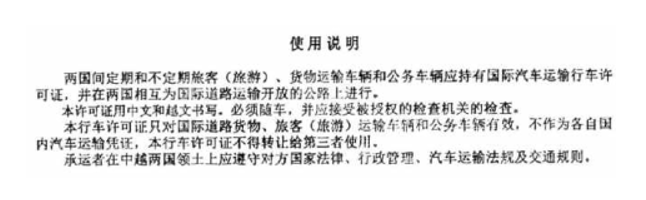 使用说明
两国间定期和不定期旅客（旅游）、货物运输车辆和公务车辆应持有国际汽车运输行车许
可证，并在两国相互为国际道路运输开放的公路上进行。
本许可证用中文和越文书写。必须随车，并应接受被授权的检查机关的检查。
本行车许可证只对国际道路货物、旅客（旅游）运输车辆和公务车辆有效，不作为各自国
内汽车运输凭证，本行车许可证不得转让给第三者使用。
承运者在中越两国领土上应遵守对方国家法律、行政管理、汽车运输法规及交通规则。